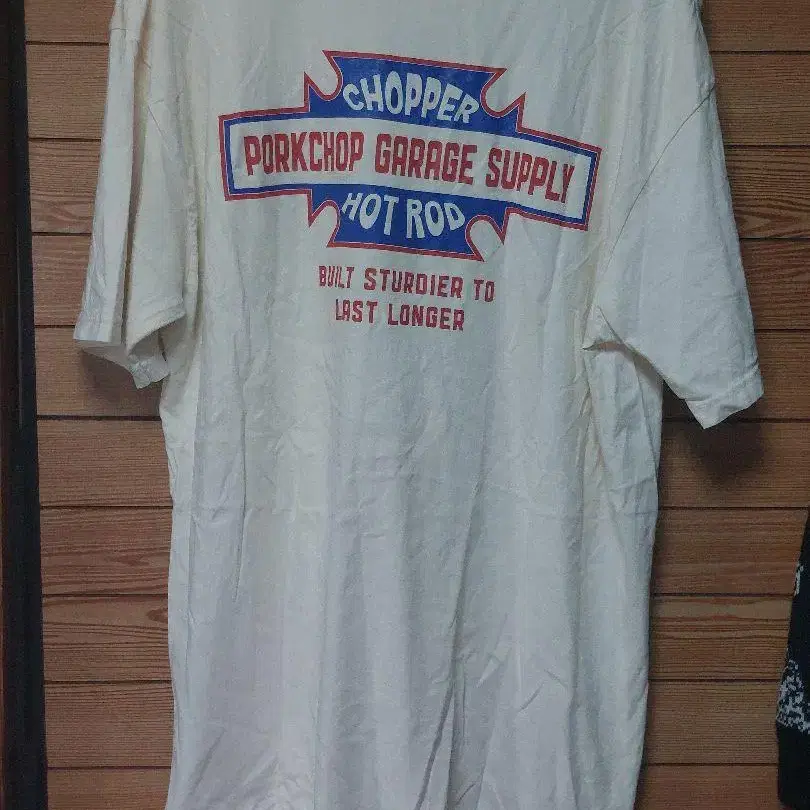 CHOPPER
PORKCHOP GARAGE SUPPLY
HOT ROD
BUILT STURDIER TO
LAST LONGER